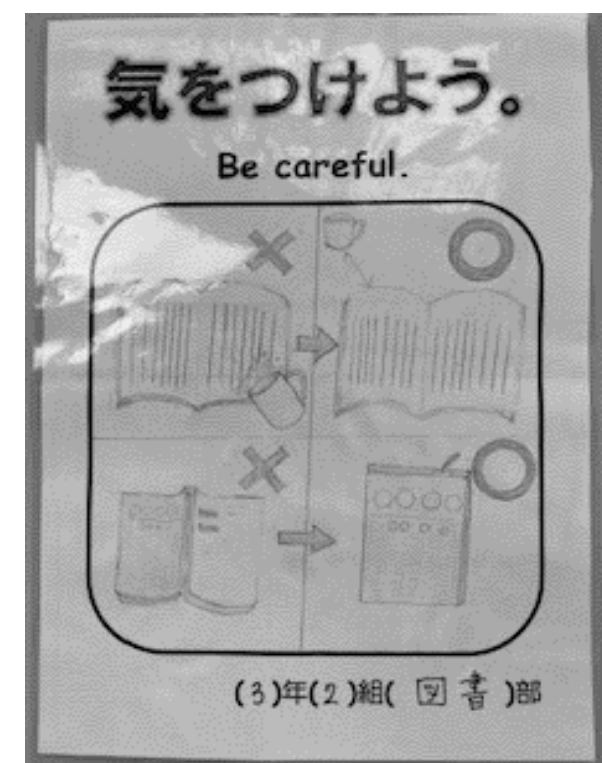 気をつけよう。
Be careful.
(3)年(2)組( 図書 )部